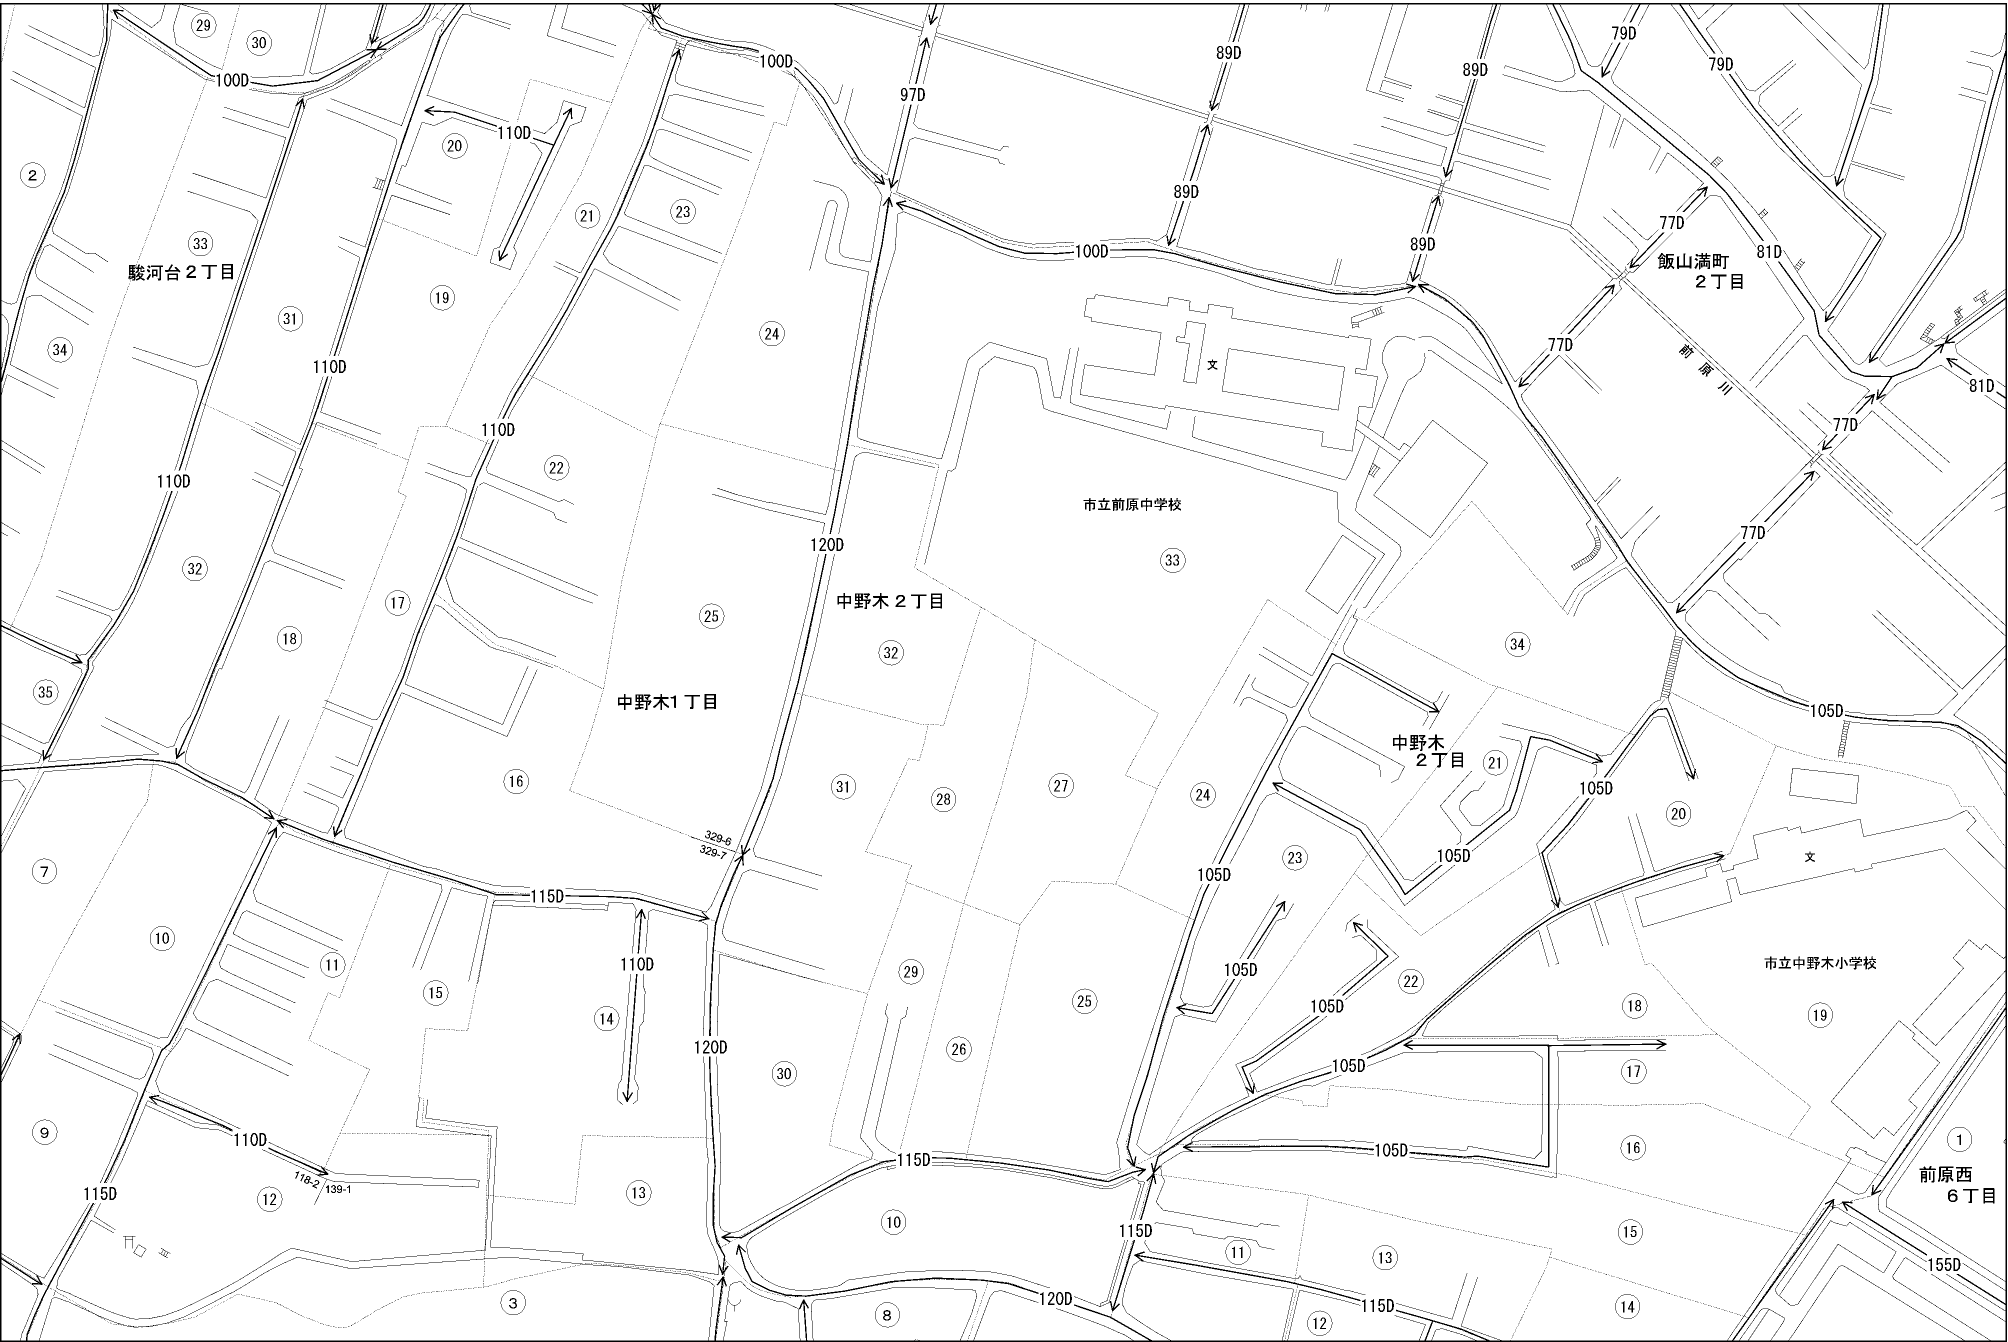 29
30
100D
100D
97D
89D
89D
79D
79D
2
20
110D
21
23
89D
33
駿河台２丁目
19
24
100D
89D
77D
飯山満町
２丁目
81D
31
34
110D
77D
前原川
81D
文
110D
22
77D
110D
市立前原中学校
120D
77D
33
32
17
中野木２丁目
25
18
32
34
35
中野木1丁目
105D
中野木
２丁目
21
16
31
28
27
24
105D
20
329-6
329-7
23
105D
文
7
115D
105D
10
11
15
110D
29
105D
市立中野木小学校
22
14
25
105D
18
19
120D
26
30
105D
17
9
110D
115D
105D
16
1
118-2
139-1
12
13
115D
前原西
６丁目
10
115D
11
13
15
155D
3
8
120D
115D
12
14